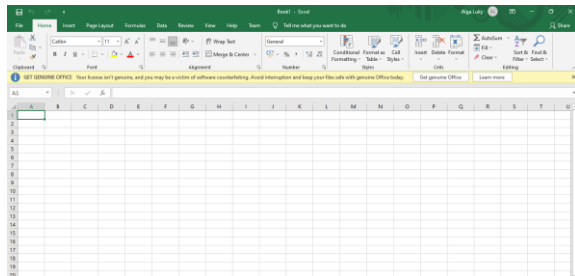 Book1 - Excel
Alga Luky
File Home Insert Page Layout Formulas Data Review View Help Team Tell me what you want to do Share
Calibri 11 Wrap Text General Conditional Format as Cell Insert Delete Format AutoSum Sort & Find &
B I U Merge & Center Formatting Table Styles Fill Filter Select
Clear
Clipboard Font Alignment Number Styles Cells Editing
GET GENUINE OFFICE Your license isn't genuine, and you may be a victim of software counterfeiting. Avoid interruption and keep your files safe with genuine Office today. Get genuine Office Learn more
A1 fx
A B C D E F G H I J K L M N O P Q R S T U
1
2
3
4
5
6
7
8
9
10
11
12
13
14
15
16
17
18
19
20